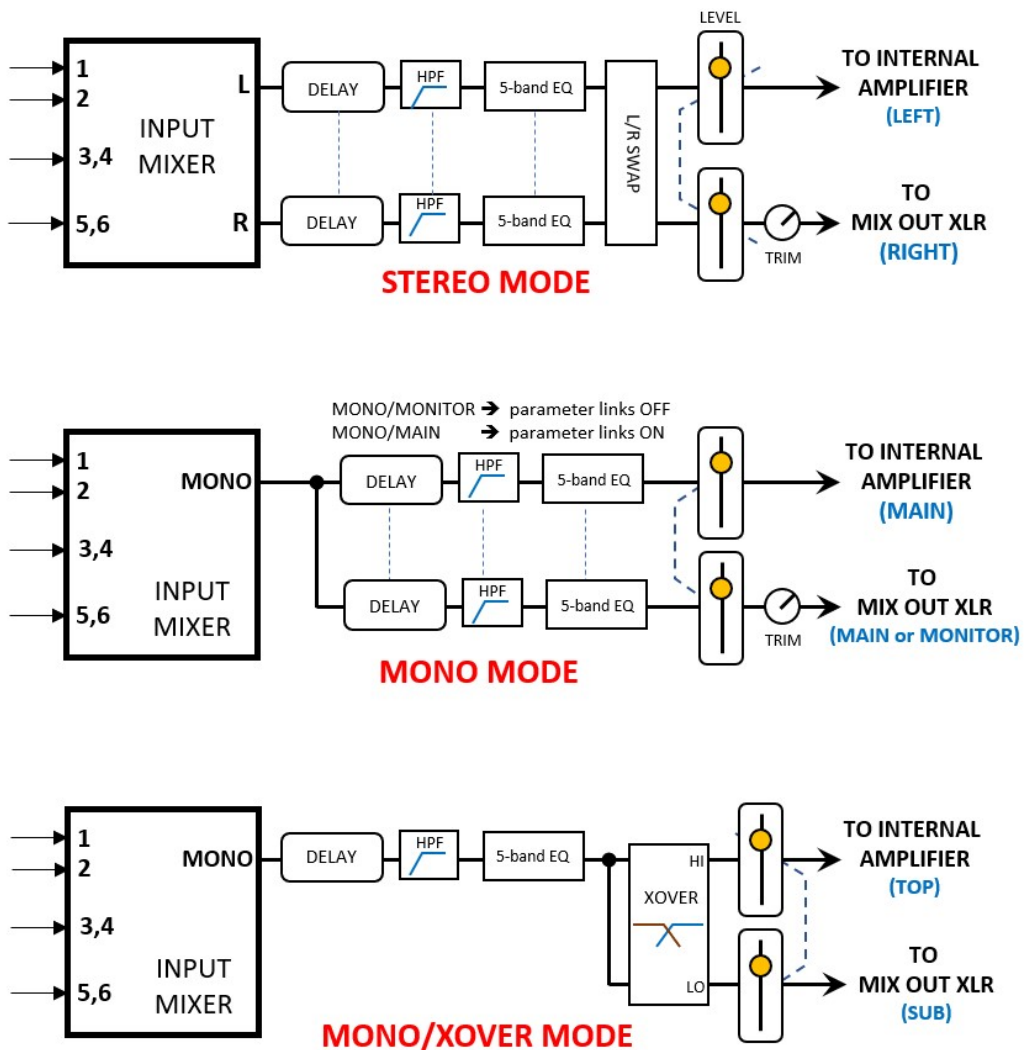 LEVEL
1
2
3,4
5,6
INPUT
MIXER
L
R
DELAY
HPF
5-band EQ
DELAY
HPF
5-band EQ
L/R SWAP
TRIM
TO INTERNAL
AMPLIFIER
(LEFT)
TO
MIX OUT XLR
(RIGHT)
STEREO MODE
MONO/MONITOR ➔ parameter links OFF
MONO/MAIN ➔ parameter links ON
1
2
3,4
5,6
INPUT
MIXER
MONO
DELAY
HPF
5-band EQ
DELAY
HPF
5-band EQ
TRIM
TO INTERNAL
AMPLIFIER
(MAIN)
TO
MIX OUT XLR
(MAIN or MONITOR)
MONO MODE
1
2
3,4
5,6
INPUT
MIXER
MONO
DELAY
HPF
5-band EQ
HI
XOVER
LO
TO INTERNAL
AMPLIFIER
(TOP)
TO
MIX OUT XLR
(SUB)
MONO/XOVER MODE